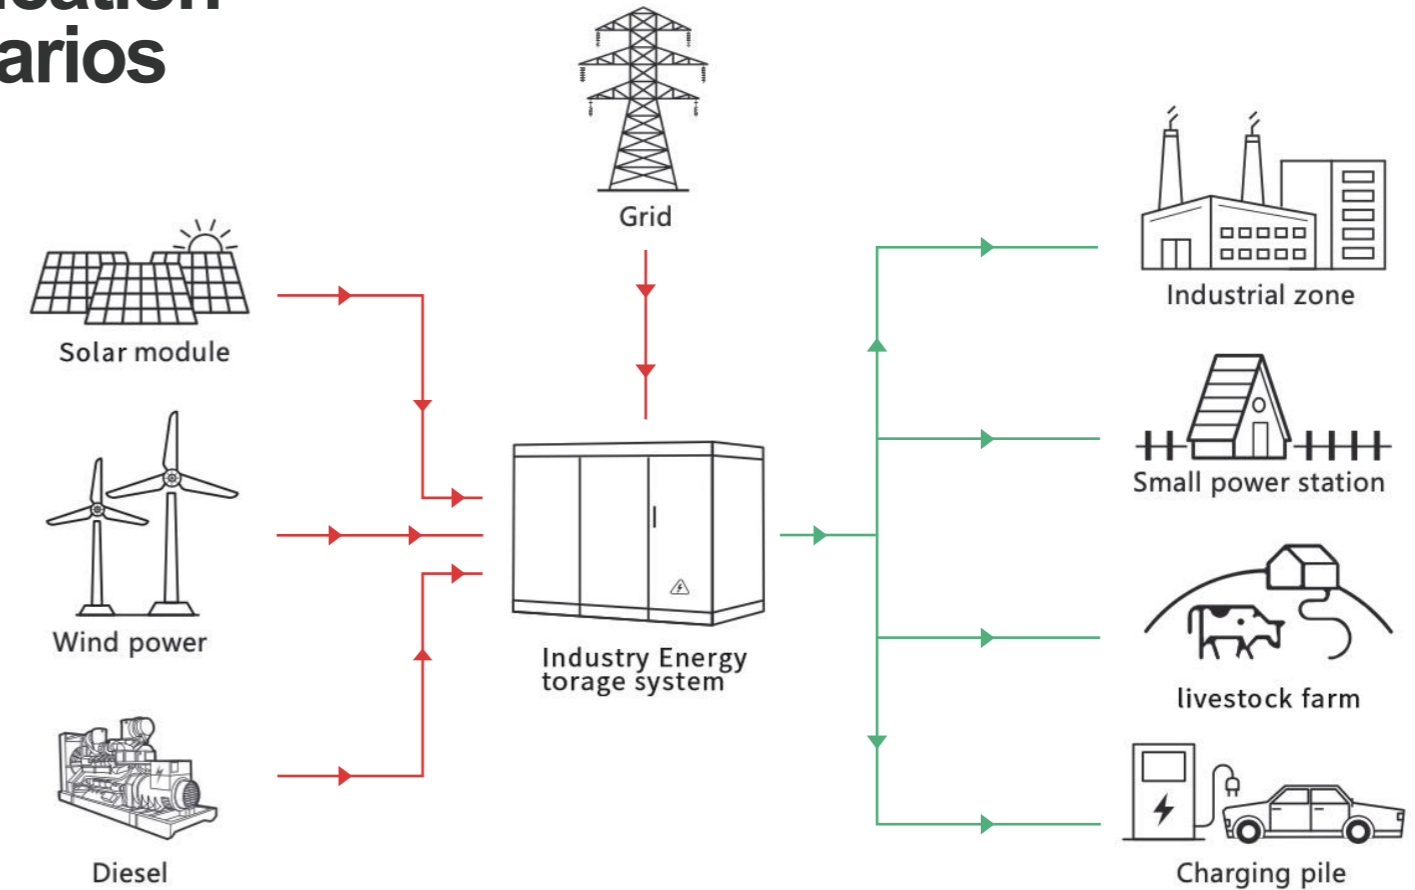 ication
arios
Grid
Solar module
Industrial zone
Small power station
Wind power
Industry Energy
torage system
livestock farm
Diesel
Charging pile